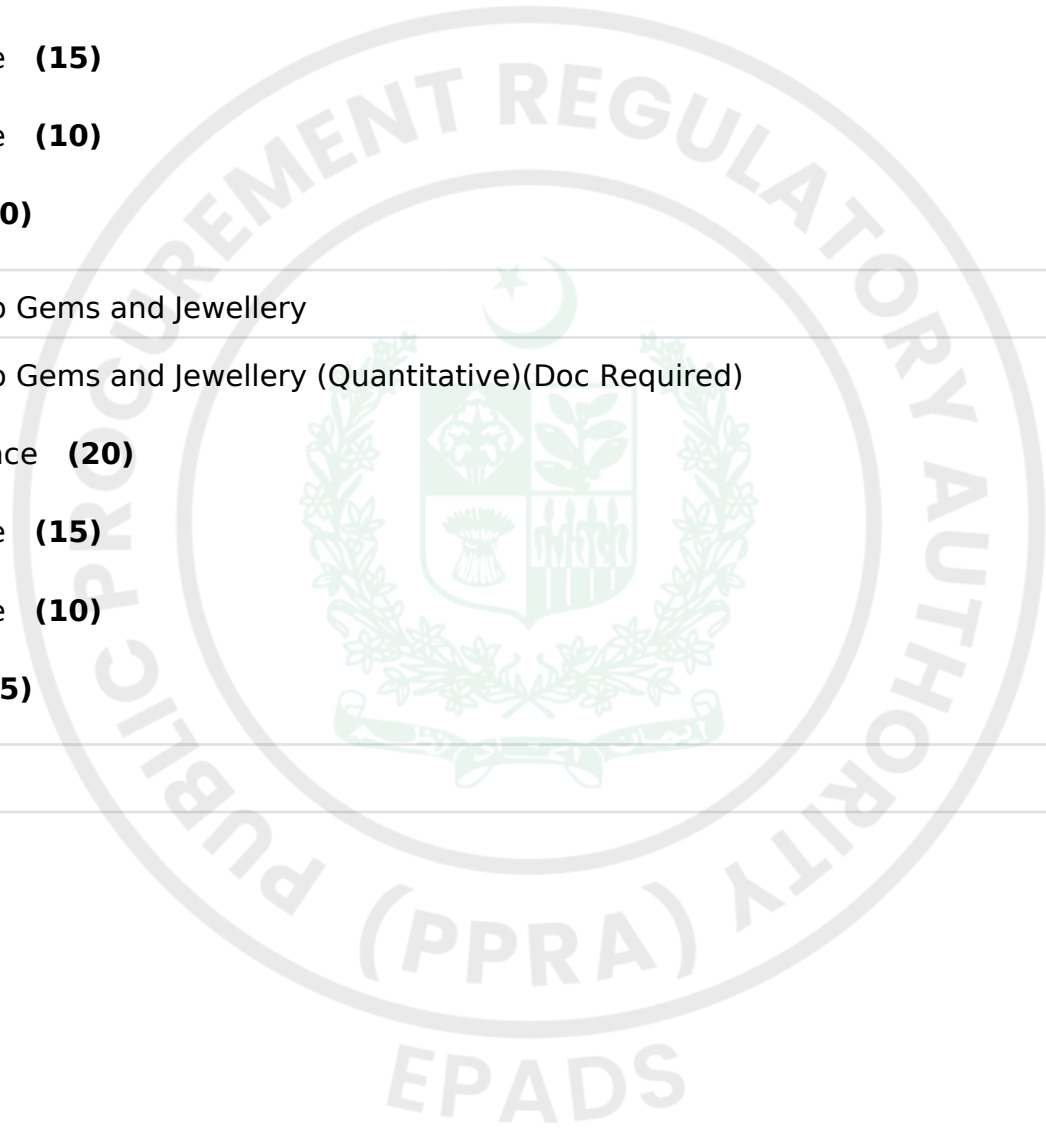 e (15)
e (10)
0)
o Gems and Jewellery
o Gems and Jewellery (Quantitative)(Doc Required)
nce (20)
e (15)
e (10)
5)
PUBLIC PROCUREMENT REGULATORY AUTHORITY
(PPRA)
EPADS